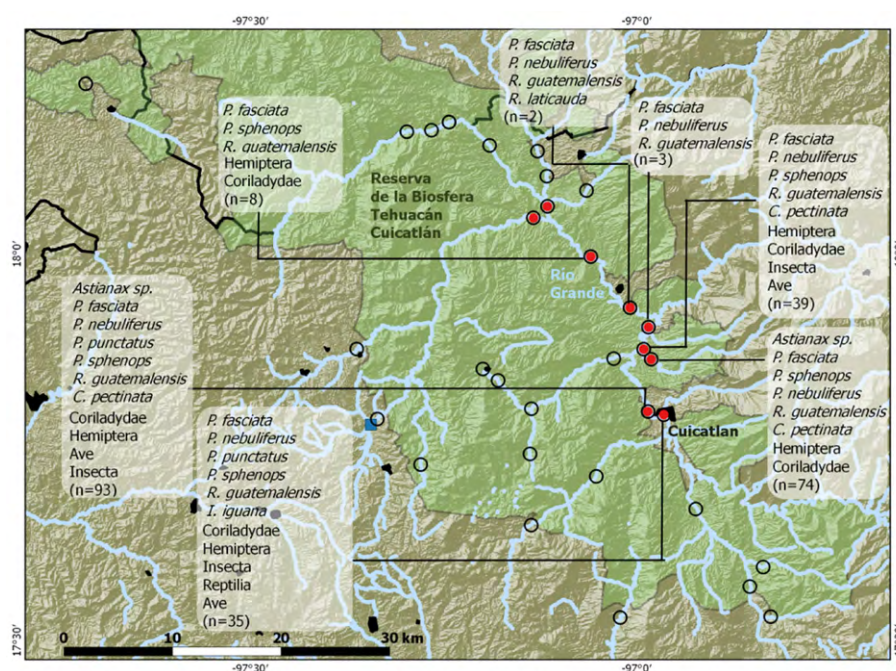 -97°30'
-97°0'
P. fasciata
P. nebuliferus
R. guatemalensis
R. laticauda
(n=2)
P. fasciata
P. sphenops
R. guatemalensis
Hemiptera
Coriladydae
(n=8)
P. fasciata
P. nebuliferus
R. guatemalensis
(n=3)
P. fasciata
P. nebuliferus
P. sphenops
R. guatemalensis
C. pectinata
Hemiptera
Coriladydae
Insecta
Ave
(n=39)
Reserva
de la Biosfera
Tehuacán
Cuicatlán
18°0'
18°0'
Río
Grande
Astianax sp.
P. fasciata
P. nebuliferus
P. punctatus
P. sphenops
R. guatemalensis
C. pectinata
Coriladydae
Hemiptera
Ave
Insecta
(n=93)
Astianax sp.
P. fasciata
P. sphenops
P. nebuliferus
R. guatemalensis
C. pectinata
Hemiptera
Coriladydae
(n=74)
P. fasciata
P. nebuliferus
P. punctatus
P. sphenops
R. guatemalensis
I. iguana
Coriladydae
Hemiptera
Insecta
Reptilia
Ave
(n=35)
Cuicatlan
17°30'
17°30'
0 10 20 30 km
-97°30'
-97°0'